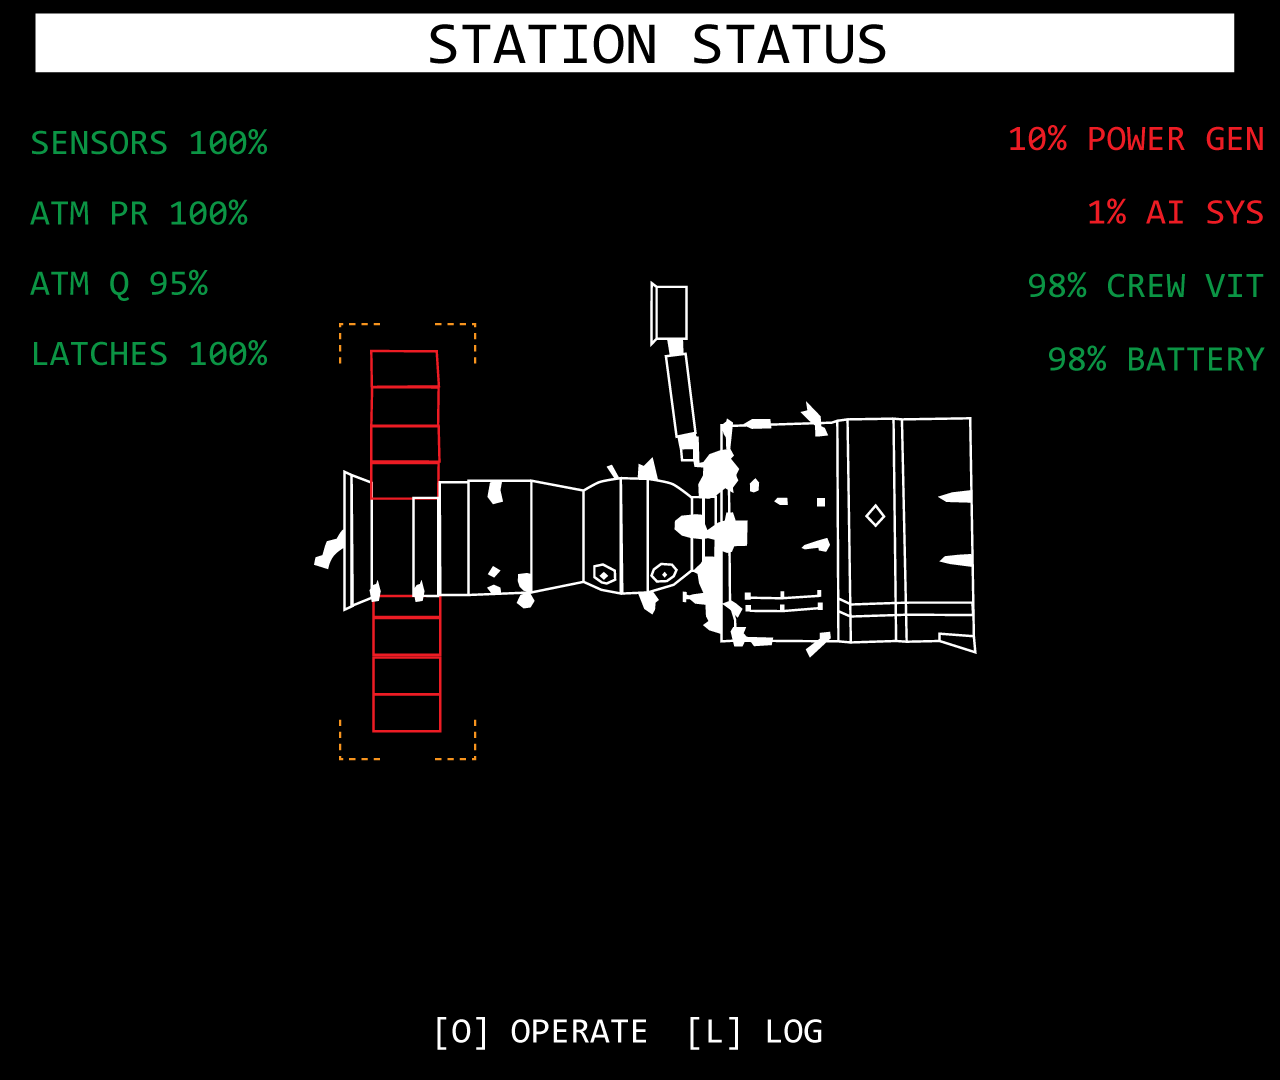 STATION STATUS
SENSORS 100%
ATM PR 100%
ATM Q 95%
LATCHES 100%
10% POWER GEN
1% AI SYS
98% CREW VIT
98% BATTERY
[O] OPERATE [L] LOG